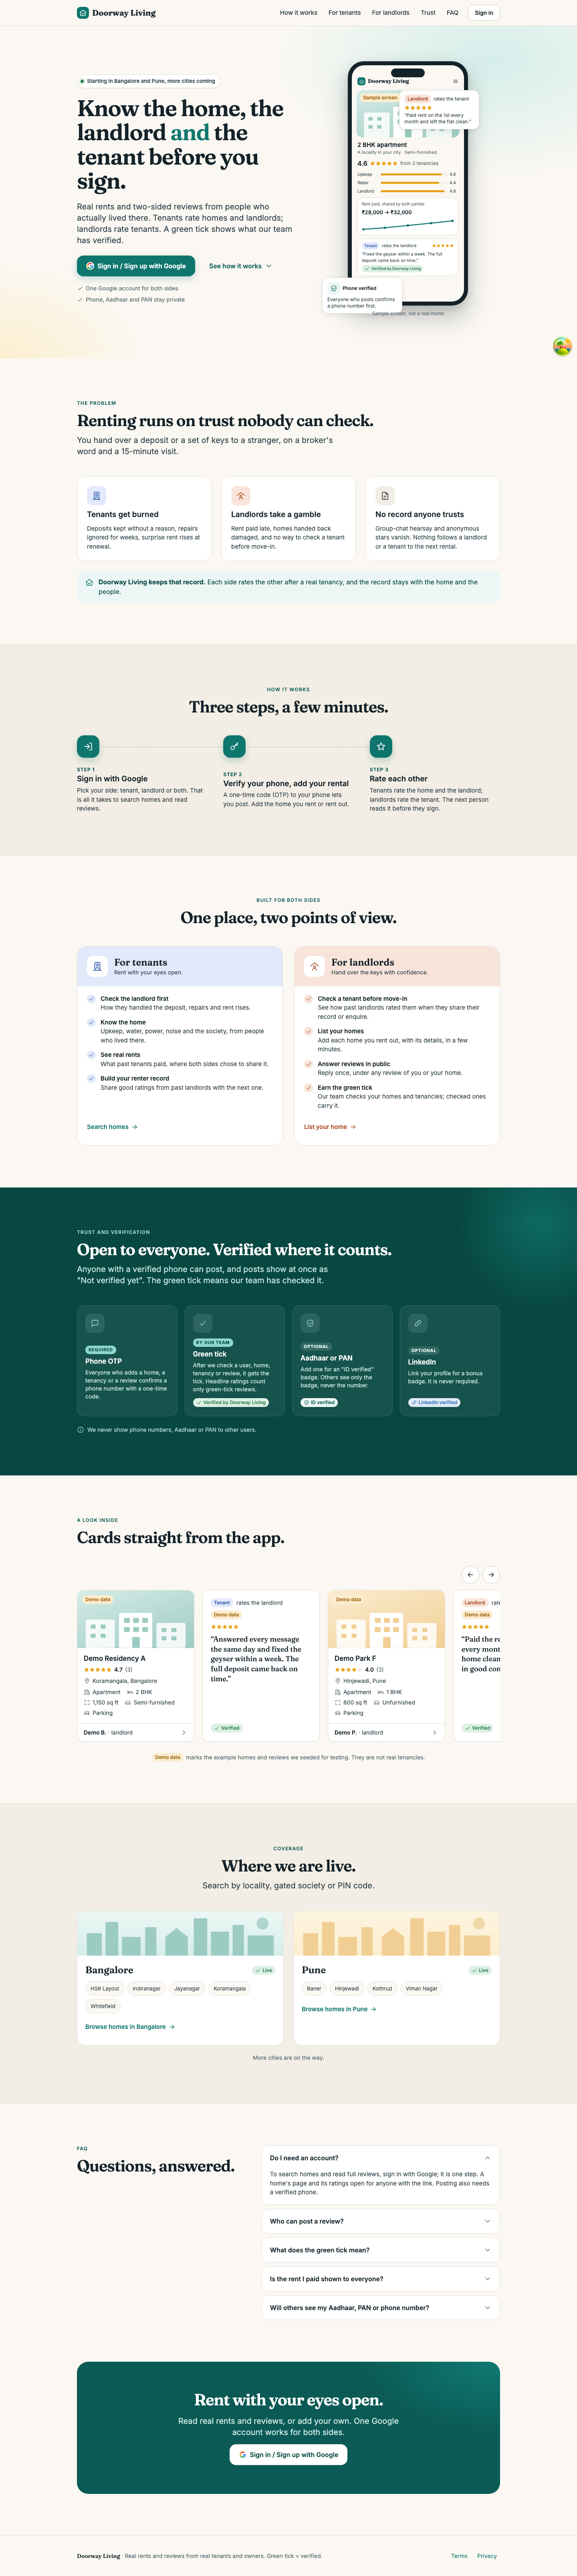 Doorway Living
How it works
For tenants
For landlords
Trust
FAQ
Sign in
Starting in Bangalore and Pune, more cities coming
Know the home, the
landlord and the
tenant before you
sign.
Real rents and two-sided reviews from people who
actually lived there. Tenants rate homes and landlords;
landlords rate tenants. A green tick shows what our team
has verified.
Sign in / Sign up with Google
See how it works
One Google account for both sides
Phone, Aadhaar and PAN stay private
Doorway Living
Sample screen
Landlord rates the tenant
"Paid rent on the 1st every
month and left the flat clean."
2 BHK apartment
A locality in your city · Semi-furnished
4.6 ★★★★★ from 3 tenancies
Upkeep 4.6
Water 4.4
Landlord 4.8
Rent paid, shared by both parties
₹28,000 → ₹32,000
Tenant rates the landlord ★★★★★
"Fixed the geyser within a week. The full
deposit came back on time."
Verified by Doorway Living
Phone verified
Everyone who posts confirms
a phone number first.
Sample screen, not a real home
THE PROBLEM
Renting runs on trust nobody can check.
You hand over a deposit or a set of keys to a stranger, on a broker's
word and a 15-minute visit.
Tenants get burned
Deposits kept without a reason, repairs
ignored for weeks, surprise rent rises at
renewal.
Landlords take a gamble
Rent paid late, homes handed back
damaged, and no way to check a tenant
before move-in.
No record anyone trusts
Group-chat hearsay and anonymous
stars vanish. Nothing follows a landlord
or a tenant to the next rental.
Doorway Living keeps that record. Each side rates the other after a real tenancy, and the record stays with the home and the
people.
HOW IT WORKS
Three steps, a few minutes.
STEP 1
Sign in with Google
Pick your side: tenant, landlord or both. That
is all it takes to search homes and read
reviews.
STEP 2
Verify your phone, add your rental
A one-time code (OTP) to your phone lets
you post. Add the home you rent or rent out.
STEP 3
Rate each other
Tenants rate the home and the landlord;
landlords rate the tenant. The next person
reads it before they sign.
BUILT FOR BOTH SIDES
One place, two points of view.
For tenants
Rent with your eyes open.
Check the landlord first
How they handled the deposit, repairs and rent rises.
Know the home
Upkeep, water, power, noise and the society, from people
who lived there.
See real rents
What past tenants paid, where both sides chose to share it.
Build your renter record
Share good ratings from past landlords with the next one.
Search homes →
For landlords
Hand over the keys with confidence.
Check a tenant before move-in
See how past landlords rated them when they share their
record or enquire.
List your homes
Add each home you rent out, with its details, in a few
minutes.
Answer reviews in public
Reply once, under any review of you or your home.
Earn the green tick
Our team checks your homes and tenancies; checked ones
carry it.
List your home →
TRUST AND VERIFICATION
Open to everyone. Verified where it counts.
Anyone with a verified phone can post, and posts show at once as
"Not verified yet". The green tick means our team has checked it.
REQUIRED
Phone OTP
Everyone who adds a home, a
tenancy or a review confirms a
phone number with a one-time
code.
BY OUR TEAM
Green tick
After we check a user, home,
tenancy or review, it gets the
tick. Headline ratings count
only green-tick reviews.
Verified by Doorway Living
OPTIONAL
Aadhaar or PAN
Add one for an "ID verified"
badge. Others see only the
badge, never the number.
ID verified
OPTIONAL
LinkedIn
Link your profile for a bonus
badge. It is never required.
LinkedIn verified
We never show phone numbers, Aadhaar or PAN to other users.
A LOOK INSIDE
Cards straight from the app.
Demo data
Demo Residency A
★★★★★ 4.7 (3)
Koramangala, Bangalore
Apartment 2 BHK
1,150 sq ft Semi-furnished
Parking
Demo B. · landlord
Tenant rates the landlord
Demo data
★★★★★
"Answered every message
the same day and fixed the
geyser within a week. The
full deposit came back on
time."
Verified
Demo data
Demo Park F
★★★★☆ 4.0 (3)
Hinjewadi, Pune
Apartment 1 BHK
600 sq ft Unfurnished
Parking
Demo P. · landlord
Landlord
Demo data
★★★★★
"Paid the
every
home
in good
Verified
Demo data marks the example homes and reviews we seeded for testing. They are not real tenancies.
COVERAGE
Where we are live.
Search by locality, gated society or PIN code.
Bangalore
Live
HSR Layout
Indiranagar
Jayanagar
Koramangala
Whitefield
Browse homes in Bangalore →
Pune
Live
Baner
Hinjewadi
Kothrud
Viman Nagar
Browse homes in Pune →
More cities are on the way.
FAQ
Questions, answered.
Do I need an account?
To search homes and read full reviews, sign in with Google; it is one step. A
home's page and its ratings open for anyone with the link. Posting also needs
a verified phone.
Who can post a review?
What does the green tick mean?
Is the rent I paid shown to everyone?
Will others see my Aadhaar, PAN or phone number?
Rent with your eyes open.
Read real rents and reviews, or add your own. One Google
account works for both sides.
Sign in / Sign up with Google
Doorway Living · Real rents and reviews from real tenants and owners. Green tick = verified.
Terms
Privacy